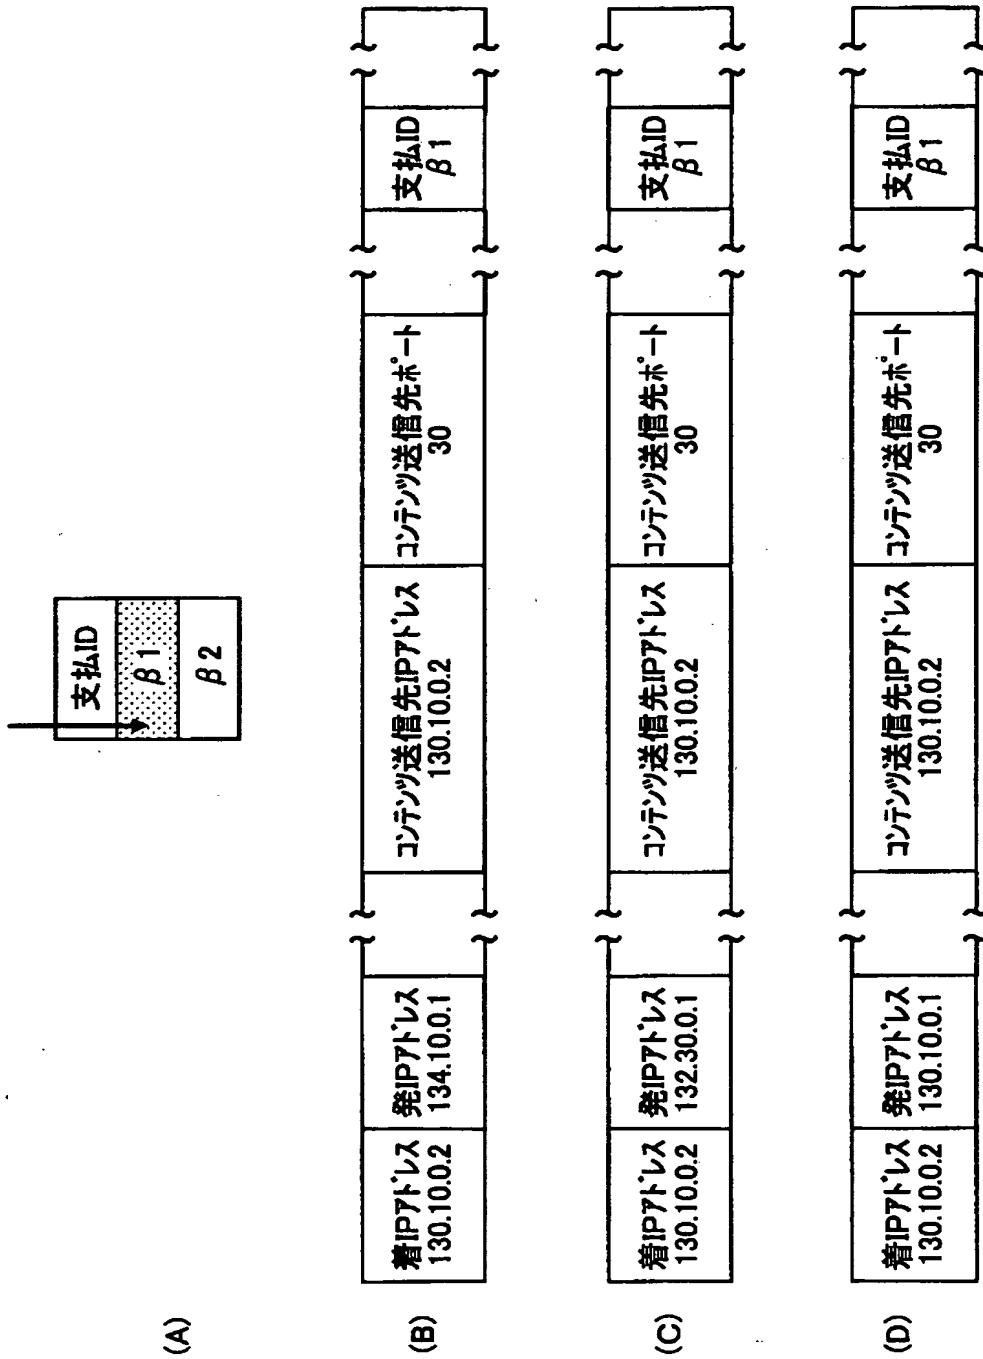 (A)
支払ID
β1
β2
(B)
着IPアドレス
130.10.0.2
発IPアドレス
134.10.0.1
コンテンツ送信先IPアドレス
130.10.0.2
コンテンツ送信先ポート
30
支払ID
β1
(C)
着IPアドレス
130.10.0.2
発IPアドレス
132.30.0.1
コンテンツ送信先IPアドレス
130.10.0.2
コンテンツ送信先ポート
30
支払ID
β1
(D)
着IPアドレス
130.10.0.2
発IPアドレス
130.10.0.1
コンテンツ送信先IPアドレス
130.10.0.2
コンテンツ送信先ポート
30
支払ID
β1